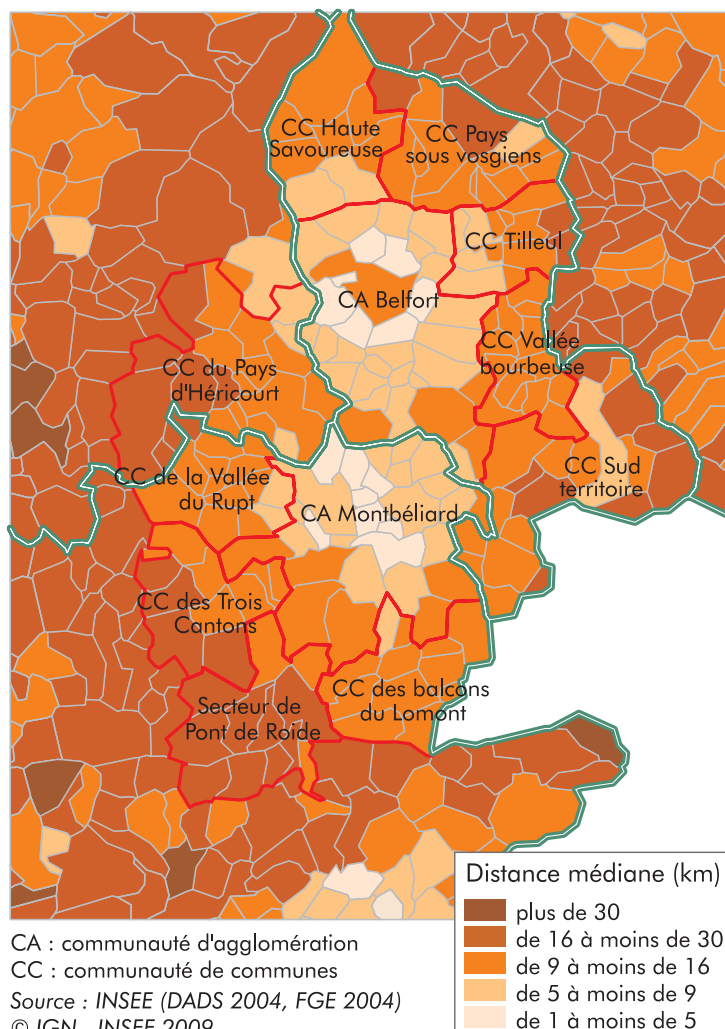 CC Haute
Savoureuse
CC Pays
sous vosgiens
CC Tilleul
CA Belfort
CC Vallée
bourbeuse
CC du Pays
d'Héricourt
CC Sud
territoire
CC de la Vallée
du Rupt
CA Montbéliard
CC des Trois
Cantons
CC des balcons
du Lomont
Secteur de
Pont de Roide
Distance médiane (km)
plus de 30
de 16 à moins de 30
de 9 à moins de 16
de 5 à moins de 9
de 1 à moins de 5
CA : communauté d'agglomération
CC : communauté de communes
Source : INSEE (DADS 2004, FGE 2004)
© IGN - INSEE 2009